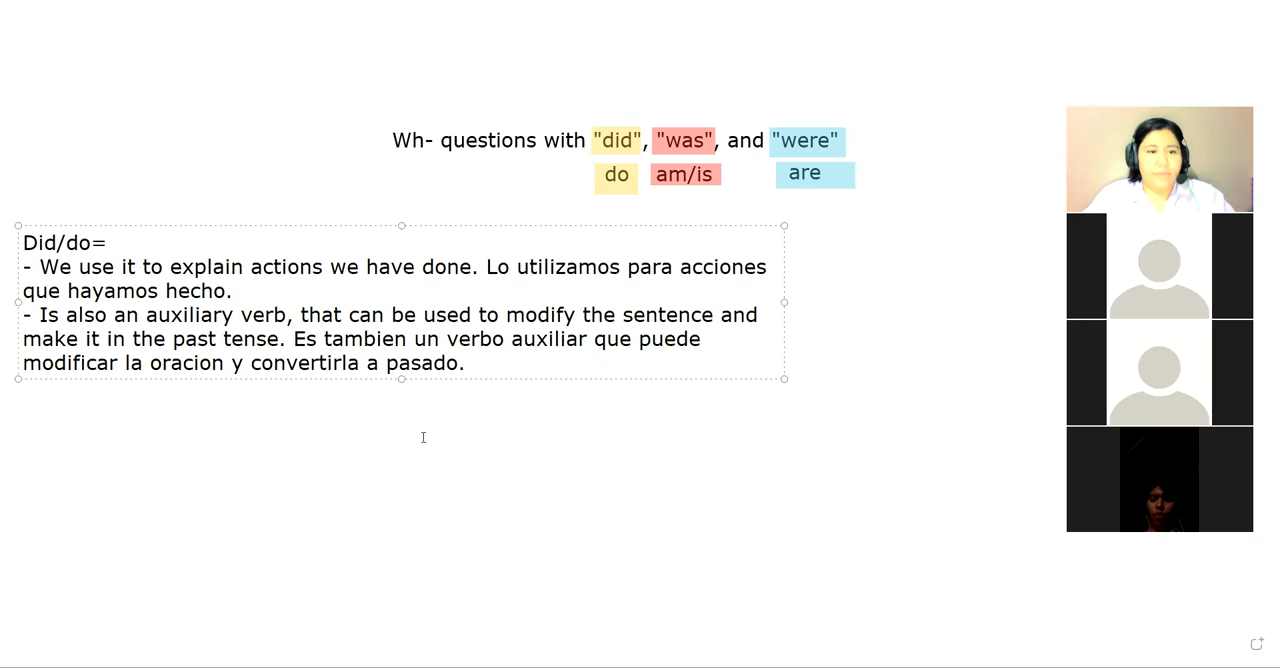 Wh- questions with "did", "was", and "were"
do am/is are
Did/do=
- We use it to explain actions we have done. Lo utilizamos para acciones
que hayamos hecho.
- Is also an auxiliary verb, that can be used to modify the sentence and
make it in the past tense. Es tambien un verbo auxiliar que puede
modificar la oracion y convertirla a pasado.